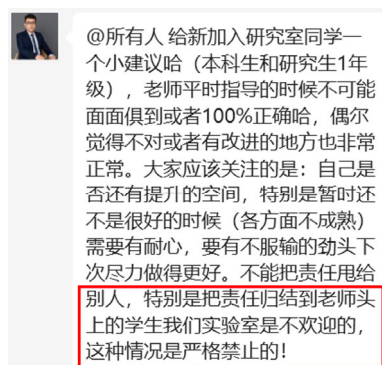 @所有人 给新加入研究室同学一
个小建议哈（本科生和研究生1年
级），老师平时指导的时候不可能
面面俱到或者100%正确哈，偶尔
觉得不对或者有改进的地方也非常
正常。大家应该关注的是：自己是
否还有提升的空间，特别是暂时还
不是很好的时候（各方面不成熟）
需要有耐心，要有不服输的劲头下
次尽力做得更好。不能把责任甩给
别人，特别是把责任归结到老师头
上的学生我们实验室是不欢迎的，
这种情况是严格禁止的！